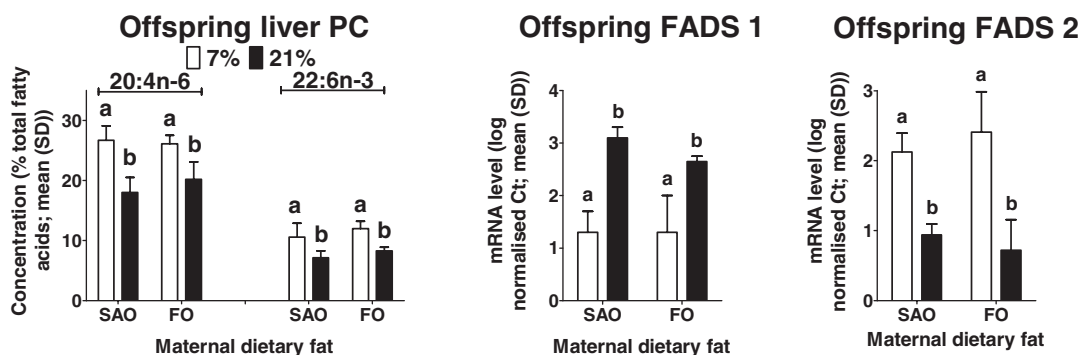 Offspring liver PC
7% 21%
20:4n-6 22:6n-3
Concentration (% total fatty
acids; mean (SD))
30
20
10
0
a b a b a b a b
SAO FO SAO FO
Maternal dietary fat
Offspring FADS 1
mRNA level (log
normalised Ct; mean (SD))
4
3
2
1
0
a b a b
SAO FO
Maternal dietary fat
Offspring FADS 2
mRNA level (log
normalised Ct; mean (SD))
3
2
1
0
a b a b
SAO FO
Maternal dietary fat